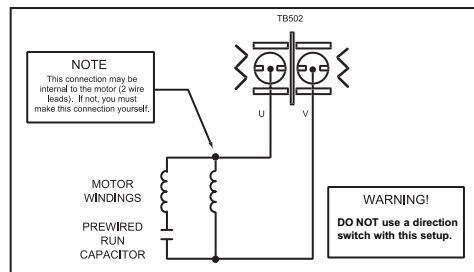 TB502
NOTE
This connection may be
internal to the motor (2 wire
leads). If not, you must
make this connection yourself.
U
V
MOTOR
WINDINGS
PREWIRED
RUN
CAPACITOR
WARNING!
DO NOT use a direction
switch with this setup.